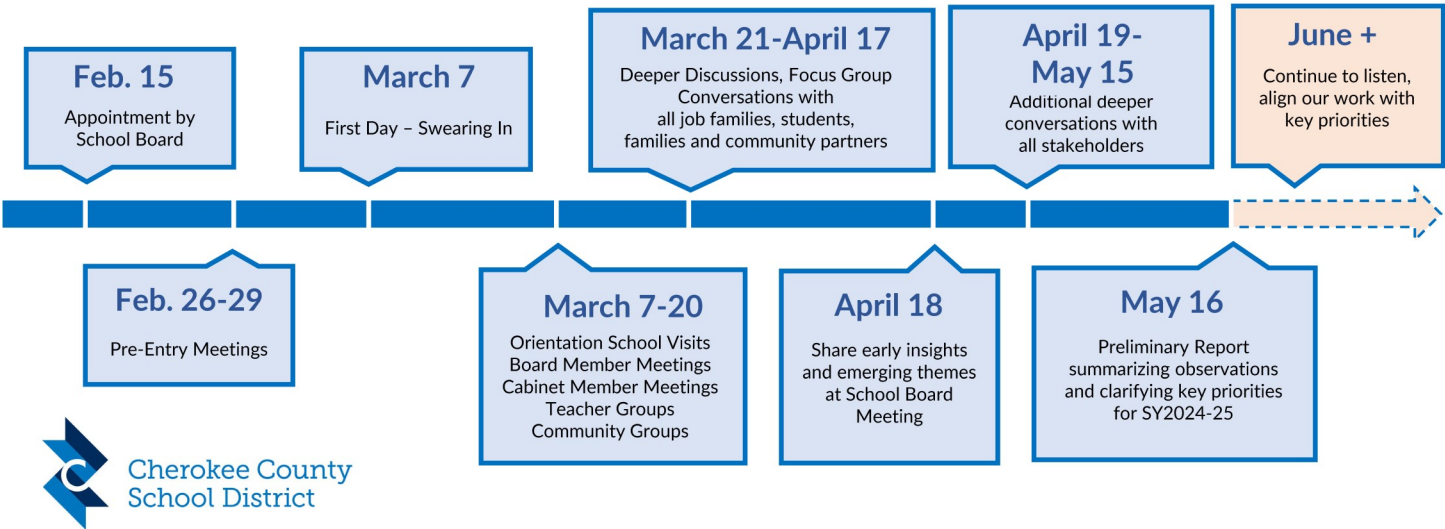 Feb. 15
Appointment by
School Board
Feb. 26-29
Pre-Entry Meetings
March 7
First Day – Swearing In
March 7-20
Orientation School Visits
Board Member Meetings
Cabinet Member Meetings
Teacher Groups
Community Groups
March 21-April 17
Deeper Discussions, Focus Group
Conversations with
all job families, students,
families and community partners
April 18
Share early insights
and emerging themes
at School Board
Meeting
April 19-
May 15
Additional deeper
conversations with
all stakeholders
May 16
Preliminary Report
summarizing observations
and clarifying key priorities
for SY2024-25
June +
Continue to listen,
align our work with
key priorities
C
Cherokee County
School District